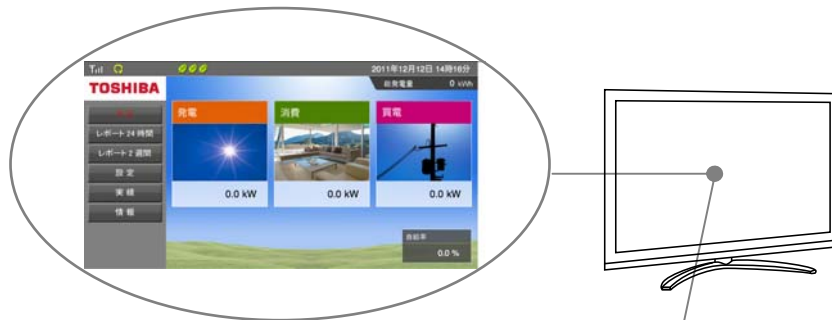 2011年12月12日 14時16分
総発電量 0 kWh
TOSHIBA
発電
消費
買電
レポート 24 時間
レポート 2 週間
設 定
実 績
情 報
0.0 kW
0.0 kW
0.0 kW
自給率
0.0 %